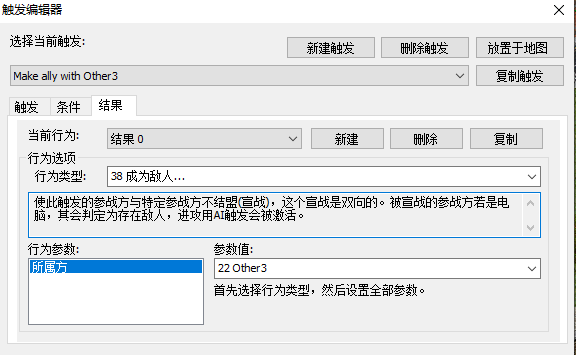 触发编辑器
选择当前触发:
新建触发
删除触发
放置于地图
Make ally with Other3
复制触发
触发
条件
结果
当前行为:
结果 0
新建
删除
复制
行为选项
行为类型:
38 成为敌人...
使此触发的参战方与特定参战方不结盟(宣战)，这个宣战是双向的。被宣战的参战方若是电
脑，其会判定为存在敌人，进攻用AI触发会被激活。
行为参数:
参数值:
所属方
22 Other3
首先选择行为类型，然后设置全部参数。